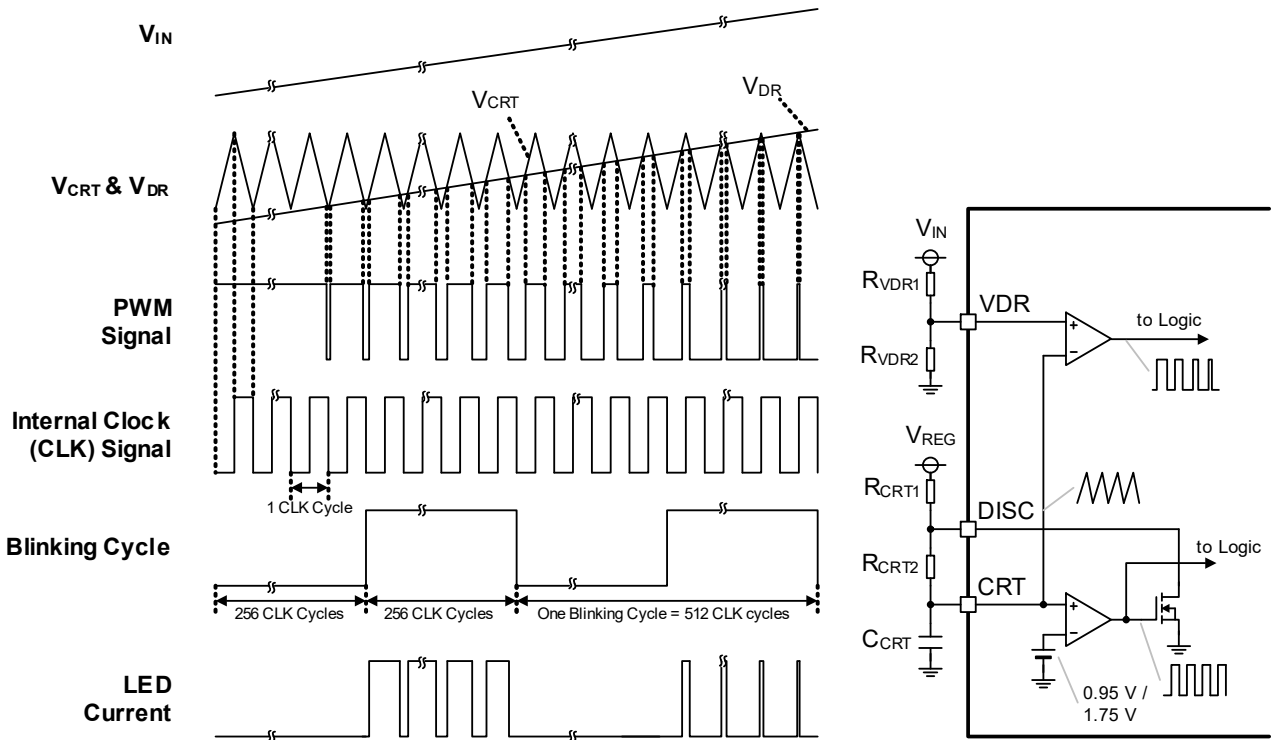 VIN
VCRT
VDR
VCRT & VDR
PWM
Signal
Internal Clock
(CLK) Signal
1 CLK Cycle
Blinking Cycle
256 CLK Cycles
256 CLK Cycles
One Blinking Cycle = 512 CLK cycles
LED
Current
VIN
RVDR1
VDR
to Logic
RVDR2
VREG
RCRT1
DISC
to Logic
RCRT2
CRT
CCRT
0.95 V /
1.75 V
+
−
+
−